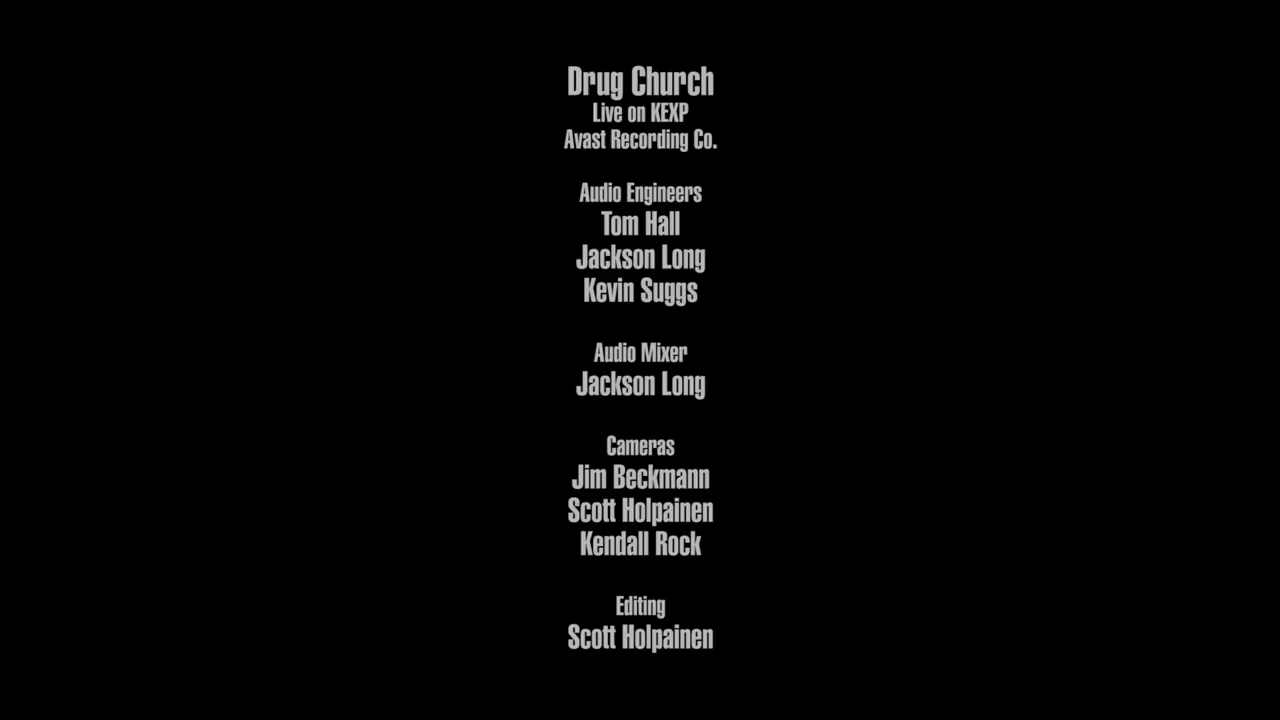 Drug Church
Live on KEXP
Avast Recording Co.
Audio Engineers
Tom Hall
Jackson Long
Kevin Suggs
Audio Mixer
Jackson Long
Cameras
Jim Beckmann
Scott Holpainen
Kendall Rock
Editing
Scott Holpainen